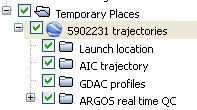 Temporary Places
5902231 trajectories
Launch location
AIC trajectory
GDAC profiles
ARGOS real time QC